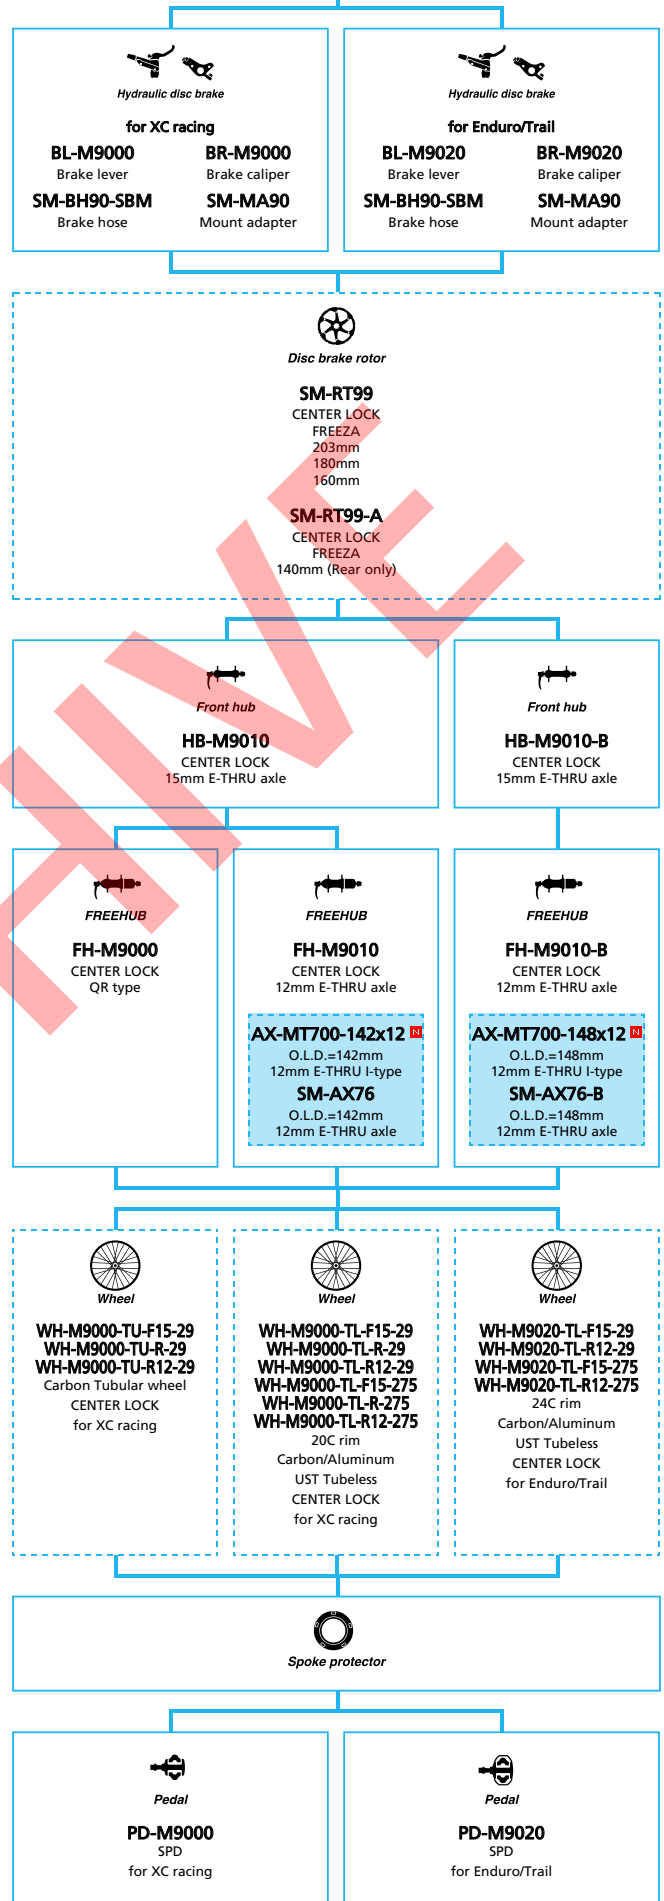 Hydraulic disc brake
for XC racing
BL-M9000
Brake lever
BR-M9000
Brake caliper
SM-BH90-SBM
Brake hose
SM-MA90
Mount adapter
Hydraulic disc brake
for Enduro/Trail
BL-M9020
Brake lever
BR-M9020
Brake caliper
SM-BH90-SBM
Brake hose
SM-MA90
Mount adapter
Disc brake rotor
SM-RT99
CENTER LOCK
FREEZA
203mm
180mm
160mm
SM-RT99-A
CENTER LOCK
FREEZA
140mm (Rear only)
Front hub
HB-M9010
CENTER LOCK
15mm E-THRU axle
Front hub
HB-M9010-B
CENTER LOCK
15mm E-THRU axle
FREEHUB
FH-M9000
CENTER LOCK
QR type
FREEHUB
FH-M9010
CENTER LOCK
12mm E-THRU axle
AX-MT700-142x12 N
O.L.D.=142mm
12mm E-THRU I-type
SM-AX76
O.L.D.=142mm
12mm E-THRU axle
FREEHUB
FH-M9010-B
CENTER LOCK
12mm E-THRU axle
AX-MT700-148x12 N
O.L.D.=148mm
12mm E-THRU I-type
SM-AX76-B
O.L.D.=148mm
12mm E-THRU axle
Wheel
WH-M9000-TU-F15-29
WH-M9000-TU-R-29
WH-M9000-TU-R12-29
Carbon Tubular wheel
CENTER LOCK
for XC racing
Wheel
WH-M9000-TL-F15-29
WH-M9000-TL-R-29
WH-M9000-TL-R12-29
WH-M9000-TL-F15-275
WH-M9000-TL-R-275
WH-M9000-TL-R12-275
20C rim
Carbon/Aluminum
UST Tubeless
CENTER LOCK
for XC racing
Wheel
WH-M9020-TL-F15-29
WH-M9020-TL-R12-29
WH-M9020-TL-F15-275
WH-M9020-TL-R12-275
24C rim
Carbon/Aluminum
UST Tubeless
CENTER LOCK
for Enduro/Trail
Spoke protector
Pedal
PD-M9000
SPD
for XC racing
Pedal
PD-M9020
SPD
for Enduro/Trail
HIVE